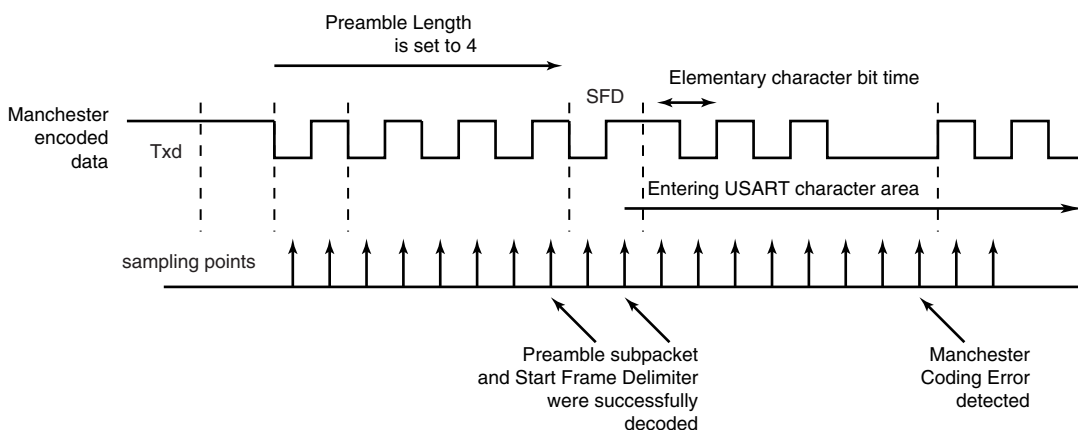 Preamble Length
is set to 4
Elementary character bit time
SFD
Manchester
encoded
data
Txd
Entering USART character area
sampling points
Preamble subpacket
and Start Frame Delimiter
were successfully
decoded
Manchester
Coding Error
detected